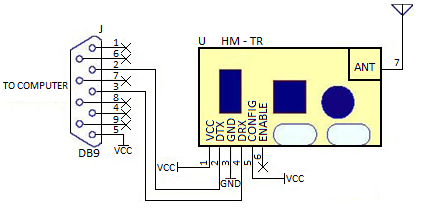 J
U HM - TR
ANT
7
1
6
2
7
3
8
4
9
5
TO COMPUTER
DB9
VCC
VCC
DTX
GND
DRX
CONFIG
ENABLE
1
2
3
4
5
6
VCC
GND
VCC